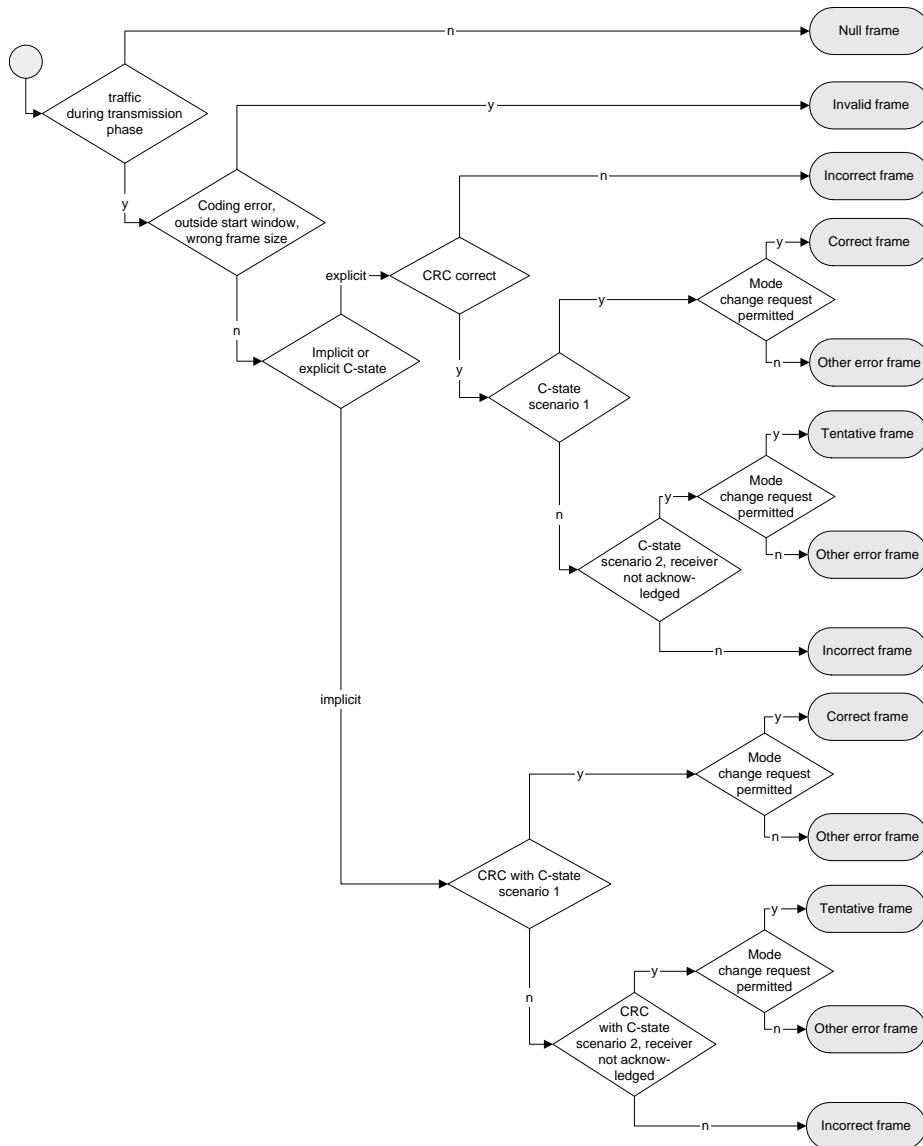 n
Null frame
traffic
during transmission
phase
y
Invalid frame
y
Coding error,
outside start window,
wrong frame size
n
Incorrect frame
explicit
CRC correct
y
Correct frame
Mode
change request
permitted
y
n
Other error frame
n
Implicit or
explicit C-state
y
C-state
scenario 1
y
Tentative frame
Mode
change request
permitted
y
n
n
Other error frame
C-state
scenario 2, receiver
not acknow-
ledged
n
Incorrect frame
implicit
y
Correct frame
Mode
change request
permitted
y
n
Other error frame
CRC with C-state
scenario 1
y
Tentative frame
Mode
change request
permitted
y
n
n
Other error frame
CRC
with C-state
scenario 2, receiver
not acknow-
ledged
n
Incorrect frame